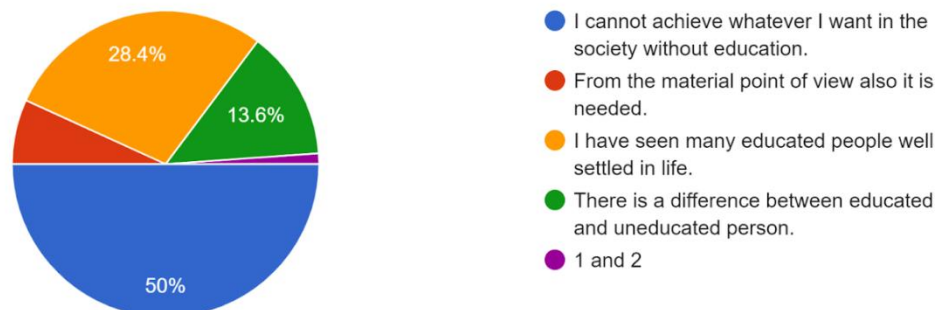 28.4%
13.6%
50%
I cannot achieve whatever I want in the
society without education.
From the material point of view also it is
needed.
I have seen many educated people well
settled in life.
There is a difference between educated
and uneducated person.
1 and 2